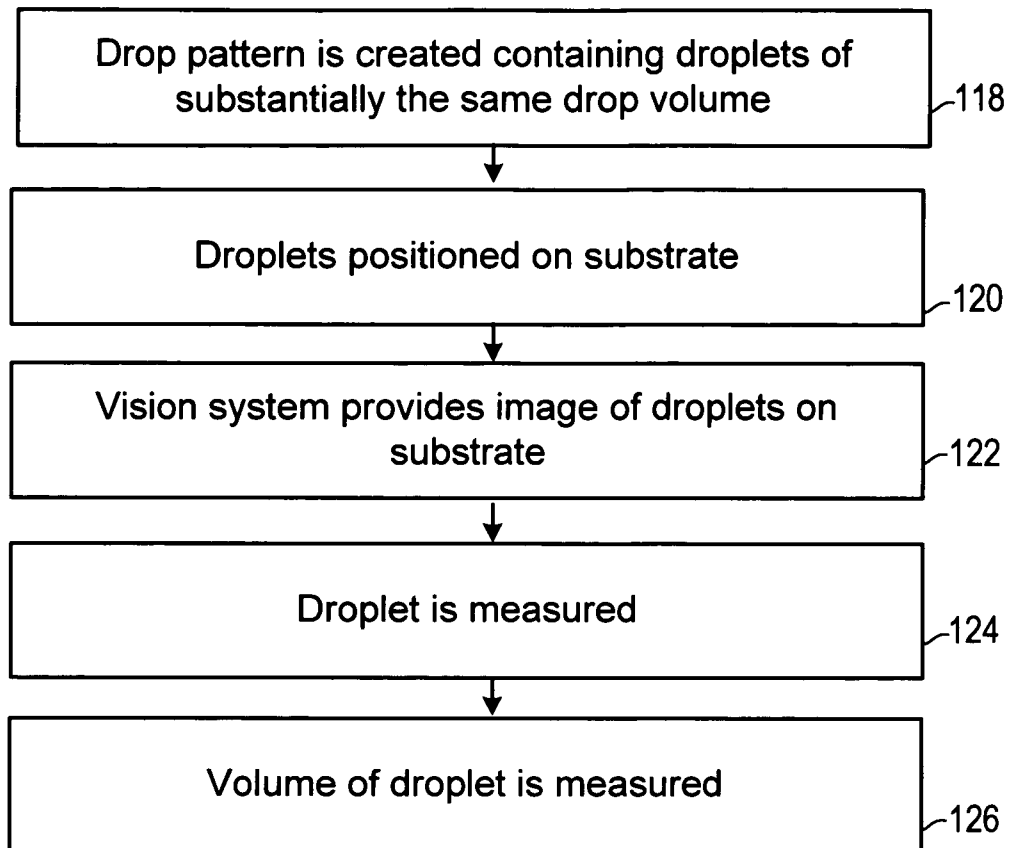 Drop pattern is created containing droplets of
substantially the same drop volume
118
Droplets positioned on substrate
120
Vision system provides image of droplets on
substrate
122
Droplet is measured
124
Volume of droplet is measured
126